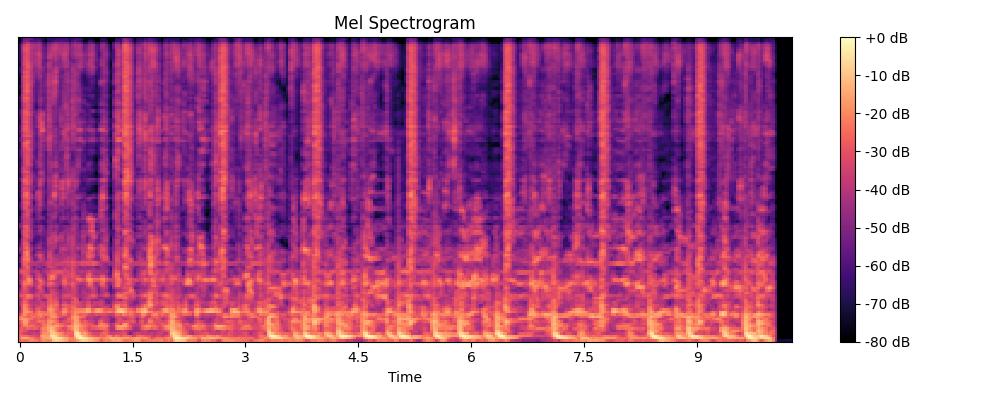 Mel Spectrogram
+0 dB
-10 dB
-20 dB
-30 dB
-40 dB
-50 dB
-60 dB
-70 dB
-80 dB
0 1.5 3 4.5 6 7.5 9
Time